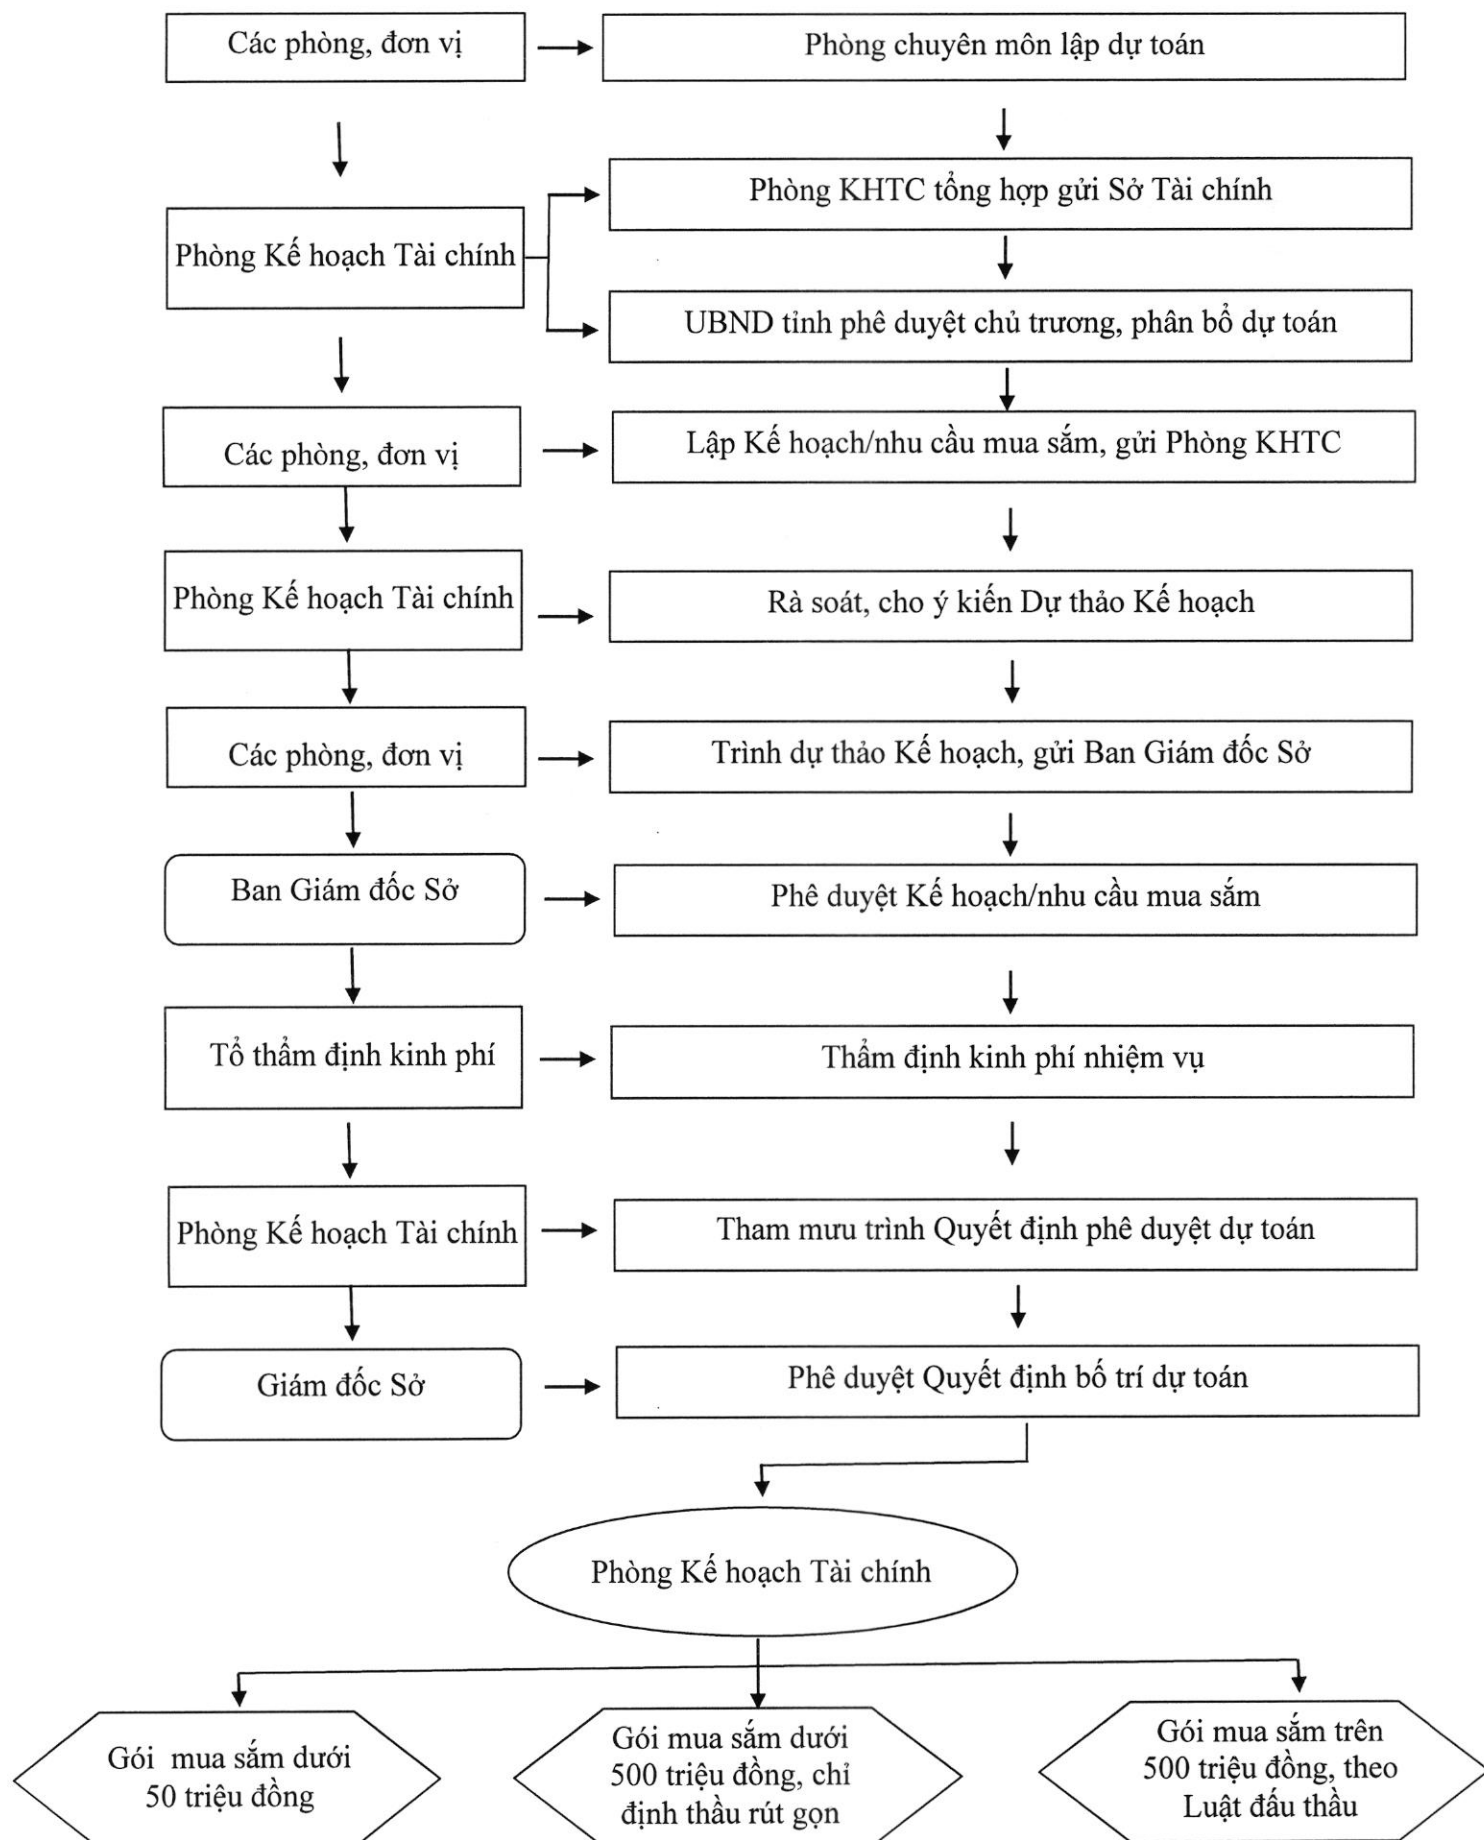 Các phòng, đơn vị
Phòng chuyên môn lập dự toán
Phòng Kế hoạch Tài chính
Phòng KHTC tổng hợp gửi Sở Tài chính
UBND tỉnh phê duyệt chủ trương, phân bổ dự toán
Các phòng, đơn vị
Lập Kế hoạch/nhu cầu mua sắm, gửi Phòng KHTC
Phòng Kế hoạch Tài chính
Rà soát, cho ý kiến Dự thảo Kế hoạch
Các phòng, đơn vị
Trình dự thảo Kế hoạch, gửi Ban Giám đốc Sở
Ban Giám đốc Sở
Phê duyệt Kế hoạch/nhu cầu mua sắm
Tổ thẩm định kinh phí
Thẩm định kinh phí nhiệm vụ
Phòng Kế hoạch Tài chính
Tham mưu trình Quyết định phê duyệt dự toán
Giám đốc Sở
Phê duyệt Quyết định bố trí dự toán
Phòng Kế hoạch Tài chính
Gói mua sắm dưới
50 triệu đồng
Gói mua sắm dưới
500 triệu đồng, chỉ
định thầu rút gọn
Gói mua sắm trên
500 triệu đồng, theo
Luật đấu thầu